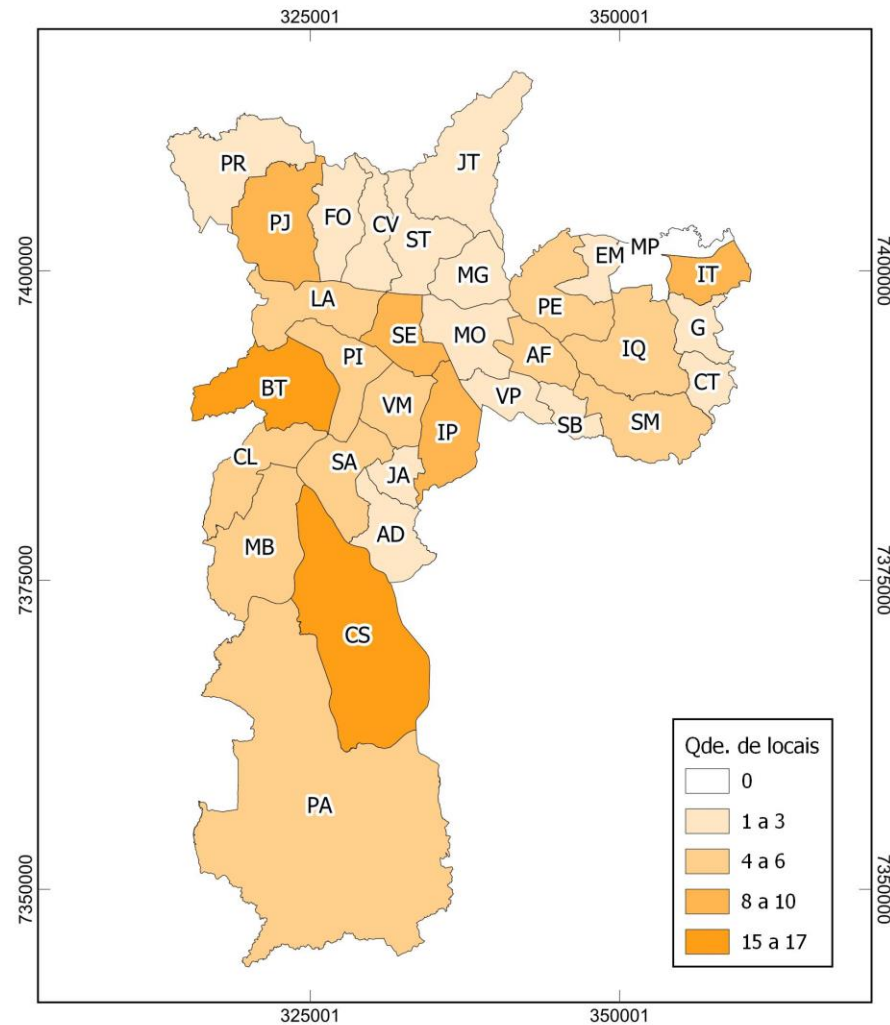 325001 350001
JT
PR
PJ FO CV ST
EM MP
7400000 MG IT 7400000
LA PE
SE MO G
PI AF IQ
BT CT
VM VP
IP SB SM
CL SA JA
AD
MB
7375000 7375000
CS
Qde. de locais
0
1 a 3
PA
4 a 6
8 a 10
7350000 7350000
15 a 17
325001 350001